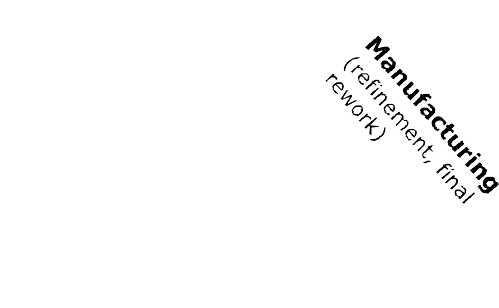 Manufacturing
(refinement, final
rework)